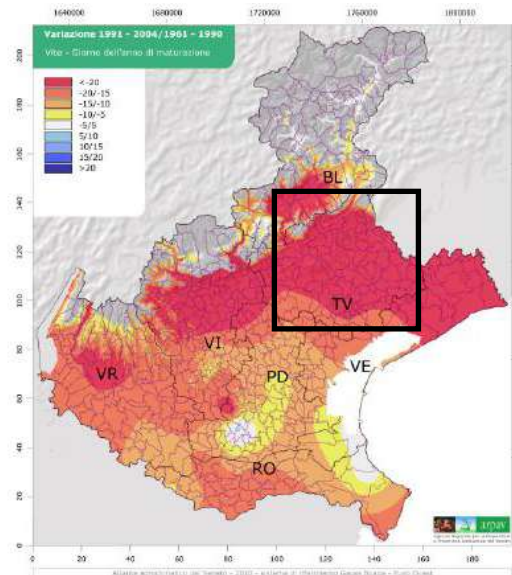 1640000 1680000 1720000 1760000 1800000
Variazione 1991 - 2004/1961 - 1990
Vite - Giorno dell'anno di maturazione
<-20
-20/-15
-15/-10
-10/-5
-5/5
5/10
10/15
15/20
>20
200
180
160
140
120
100
80
60
40
20
0
BL
TV
VI
VE
VR
PD
RO
arpav
0 20 40 60 80 100 120 140 160 180